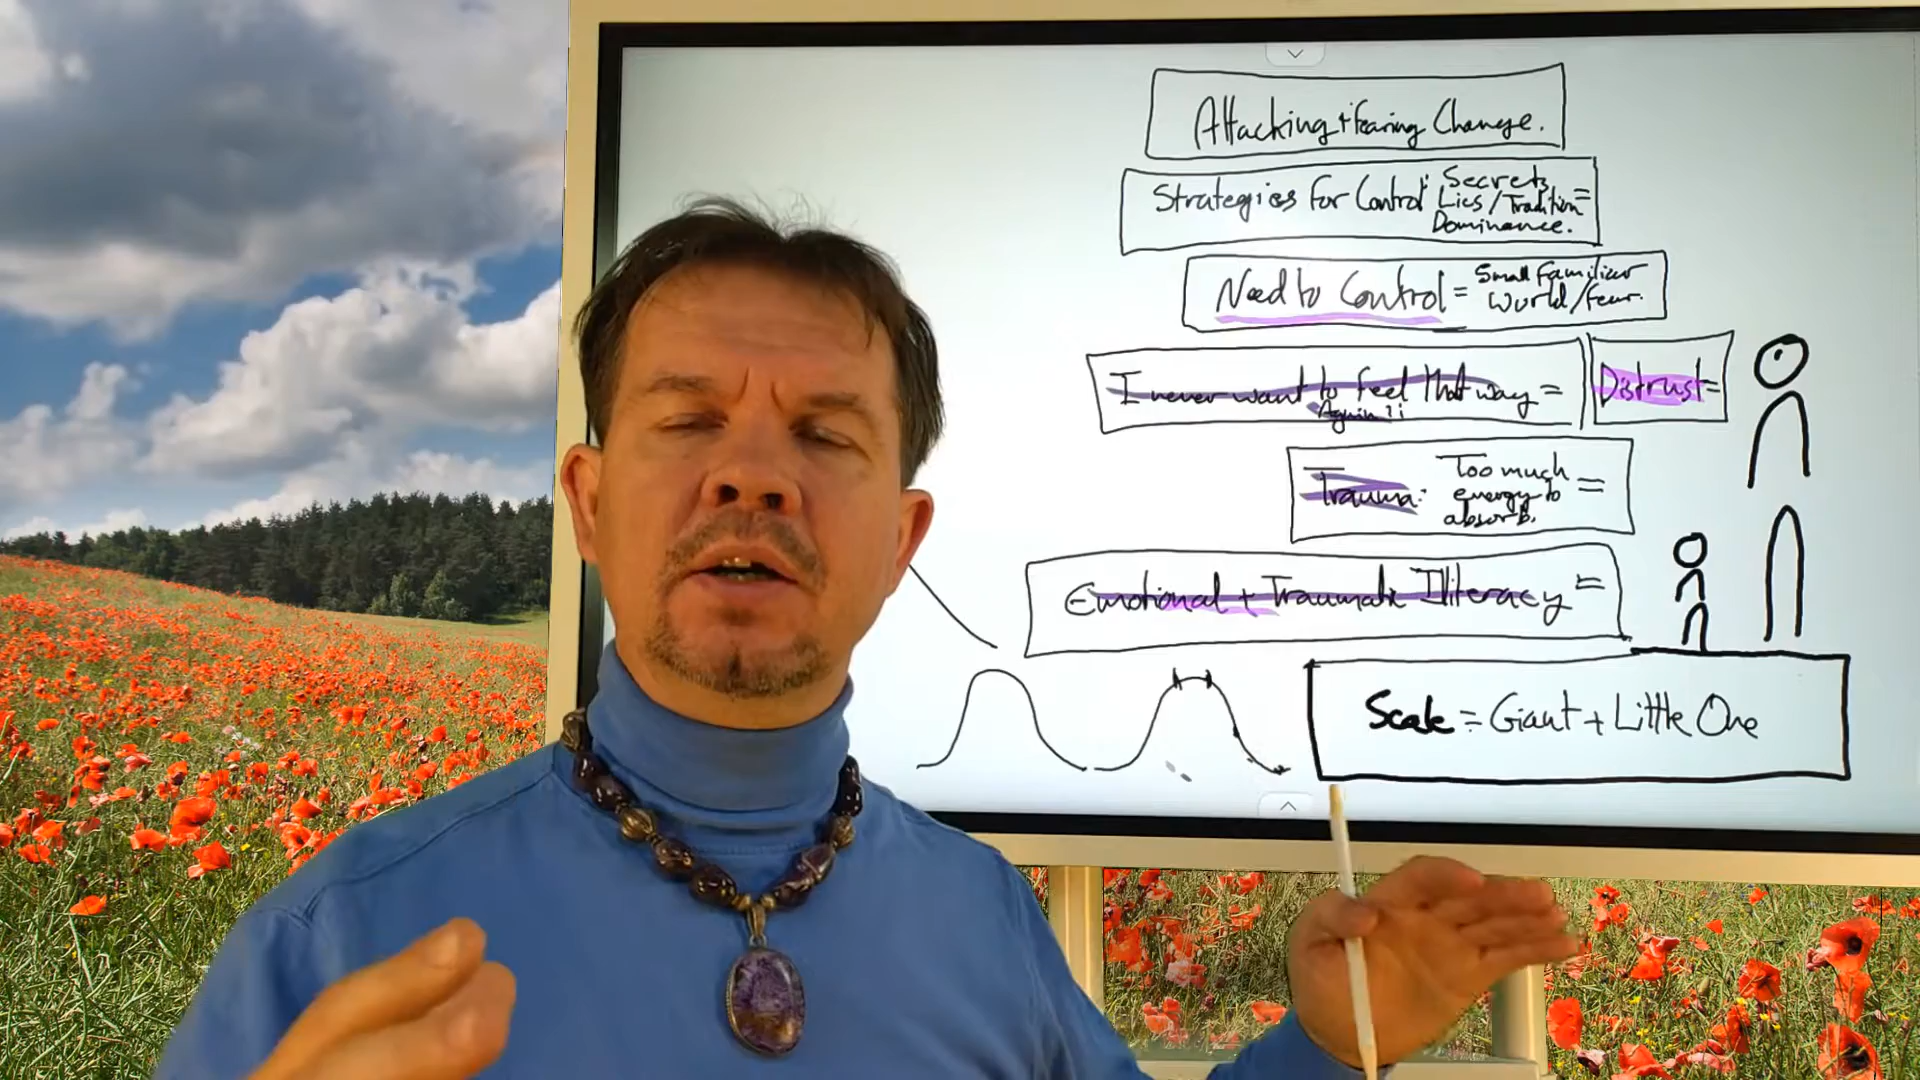 Attacking + Fearing Change.
Strategies for Control: Secrets,
Lies / Tradition =
Dominance.
Need to Control = Small familiar
World / Fear.
I never want to feel that way =
Again?!
Distrust =
Trauma: Too much
energy to =
absorb.
Emotional + Traumatic Illiteracy =
Scale = Giant + Little One